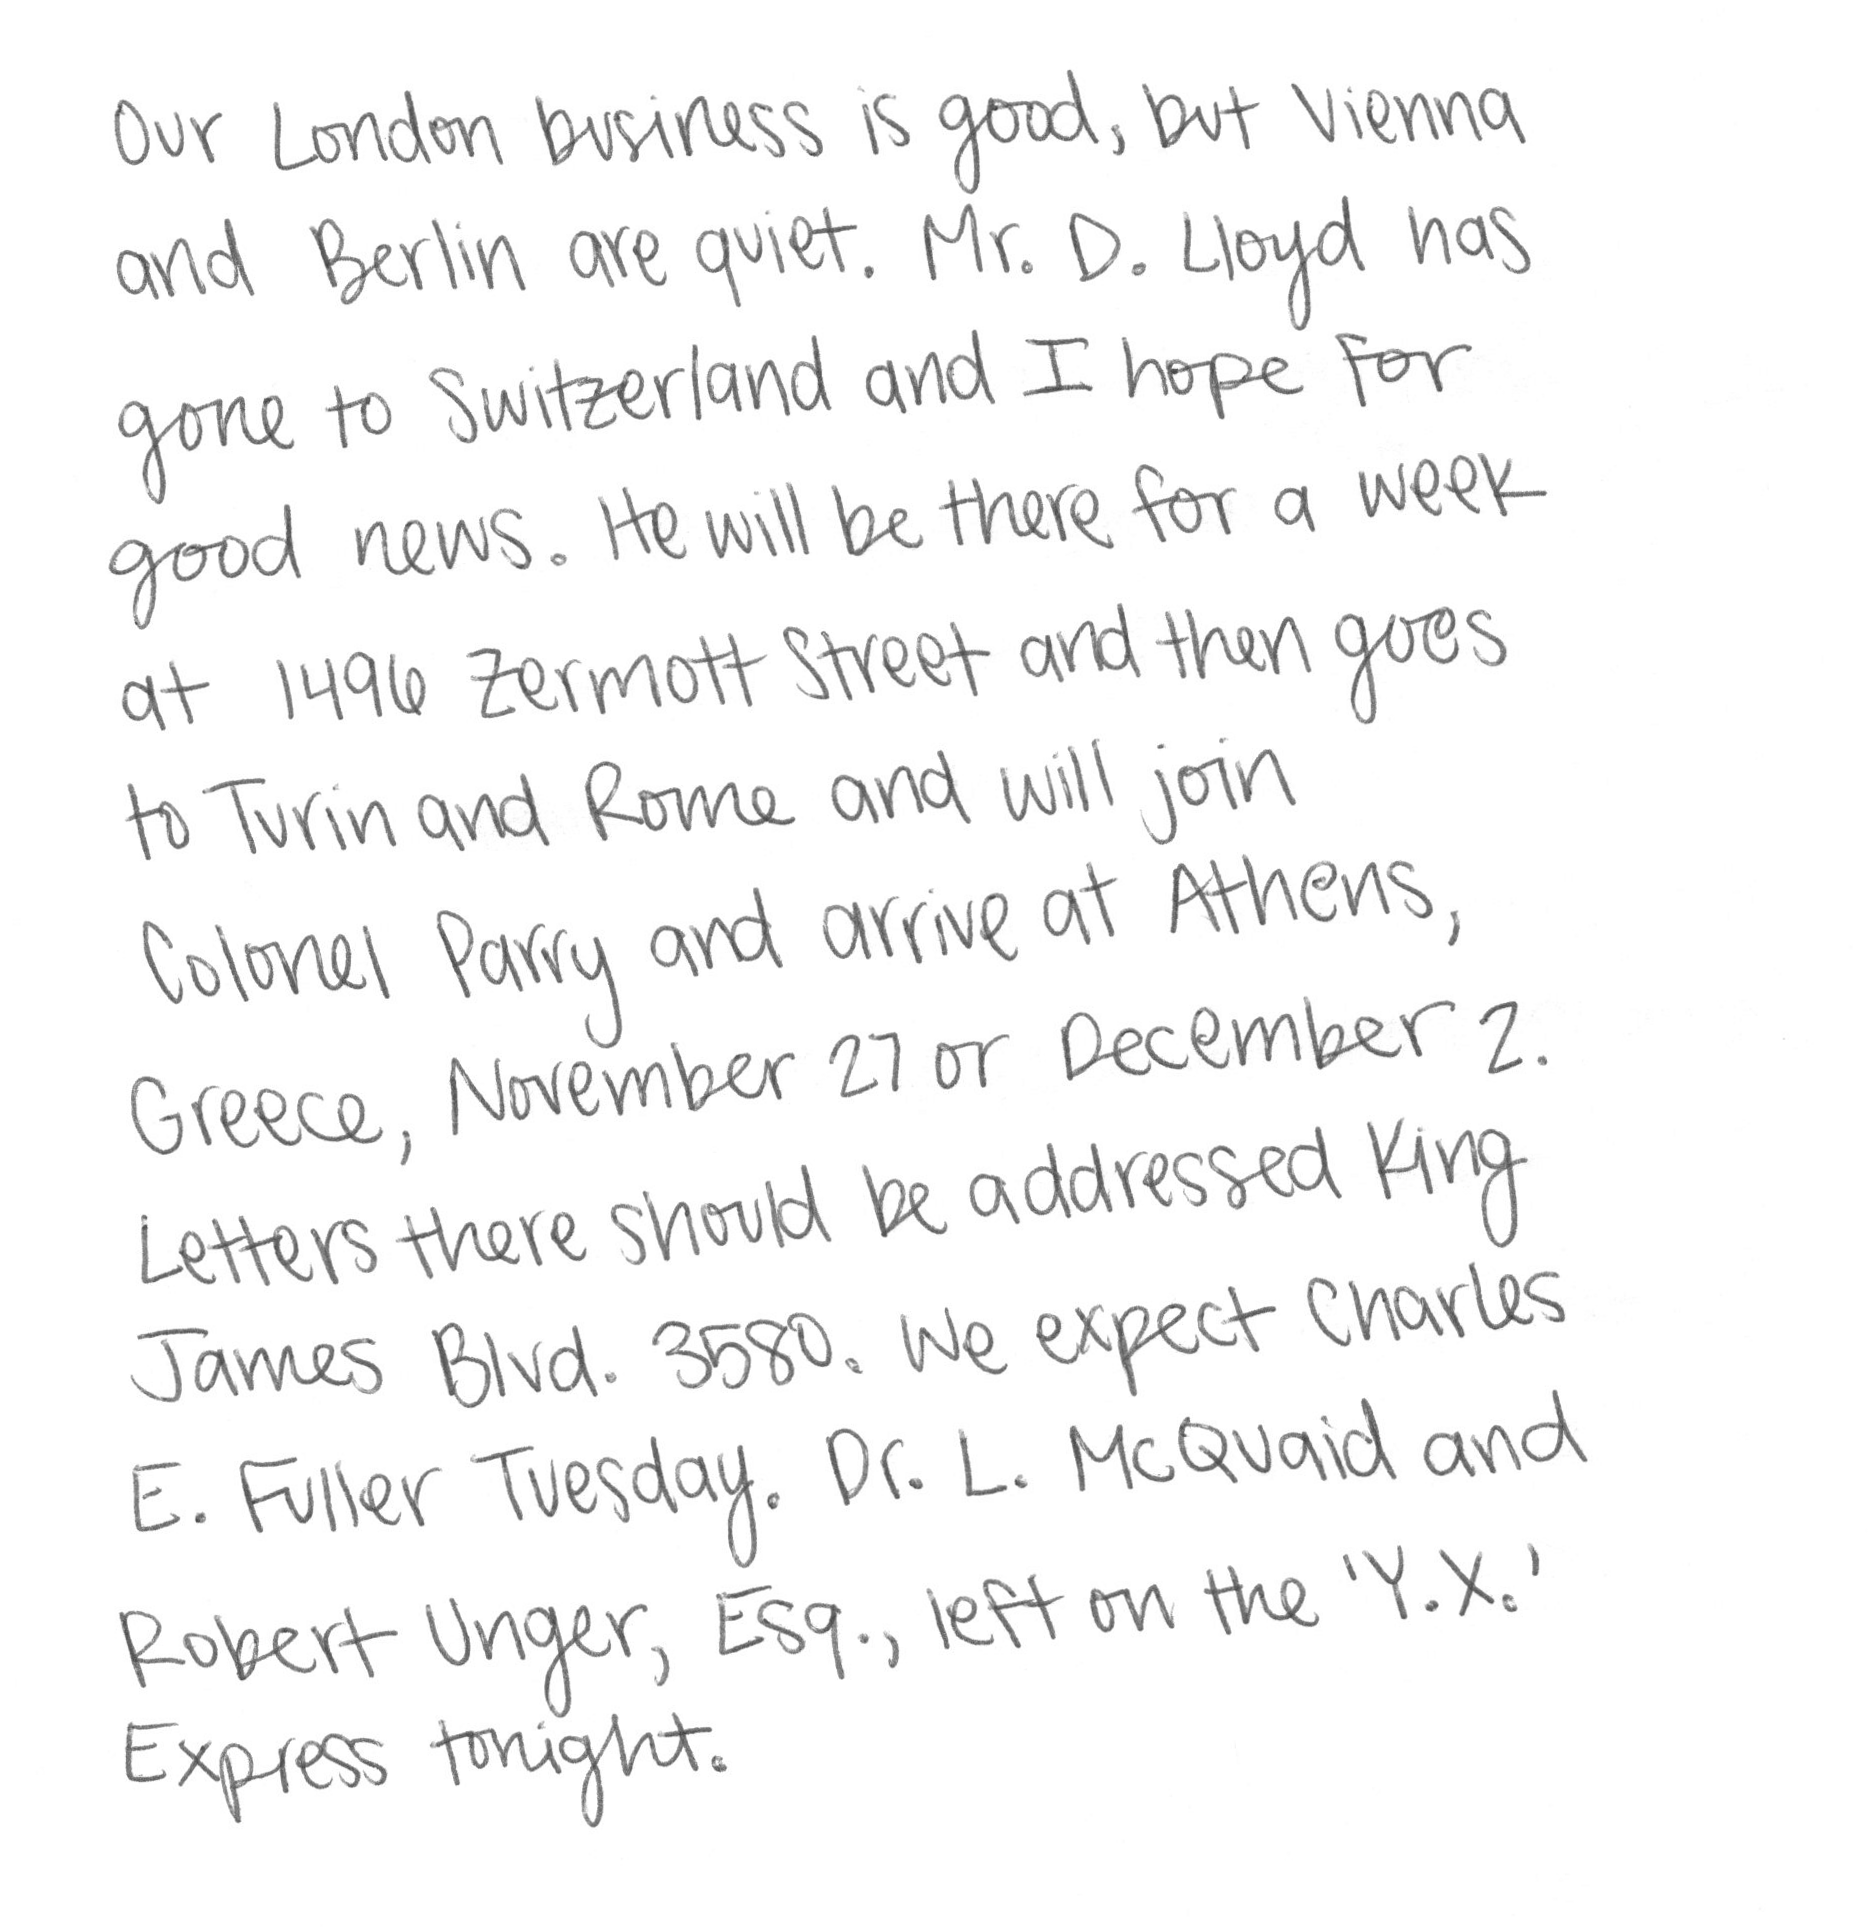 Our London business is good, but Vienna
and Berlin are quiet. Mr. D. Lloyd has
gone to Switzerland and I hope for
good news. He will be there for a week
at 1496 Zermott Street and then goes
to Turin and Rome and will join
Colonel Parry and arrive at Athens,
Greece, November 27 or December 2.
Letters there should be addressed King
James Blvd. 3580. We expect Charles
E. Fuller Tuesday. Dr. L. McQuaid and
Robert Unger, Esq., left on the 'Y.X.'
Express tonight.